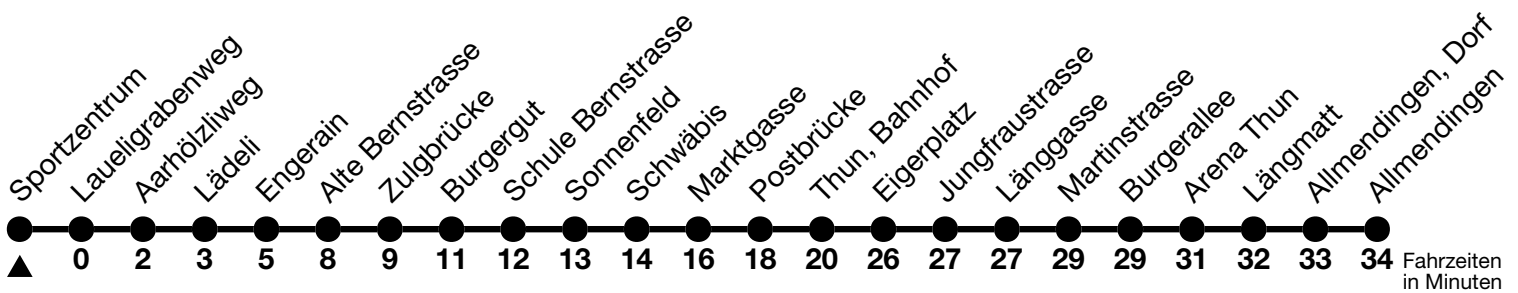 Sportzentrum
Laueligrabenweg
Aarhölzliweg
Lädeli
Engerain
Alte Bernstrasse
Zulgbrücke
Burgergut
Schule Bernstrasse
Sonnenfeld
Schwäbis
Marktgasse
Postbrücke
Thun, Bahnhof
Eigerplatz
Jungfraustrasse
Länggasse
Martinstrasse
Burgerallee
Arena Thun
Längmatt
Allmendingen, Dorf
Allmendingen
0 2 3 5 8 9 11 12 13 14 16 18 20 26 27 27 29 29 31 32 33 34 Fahrzeiten
in Minuten